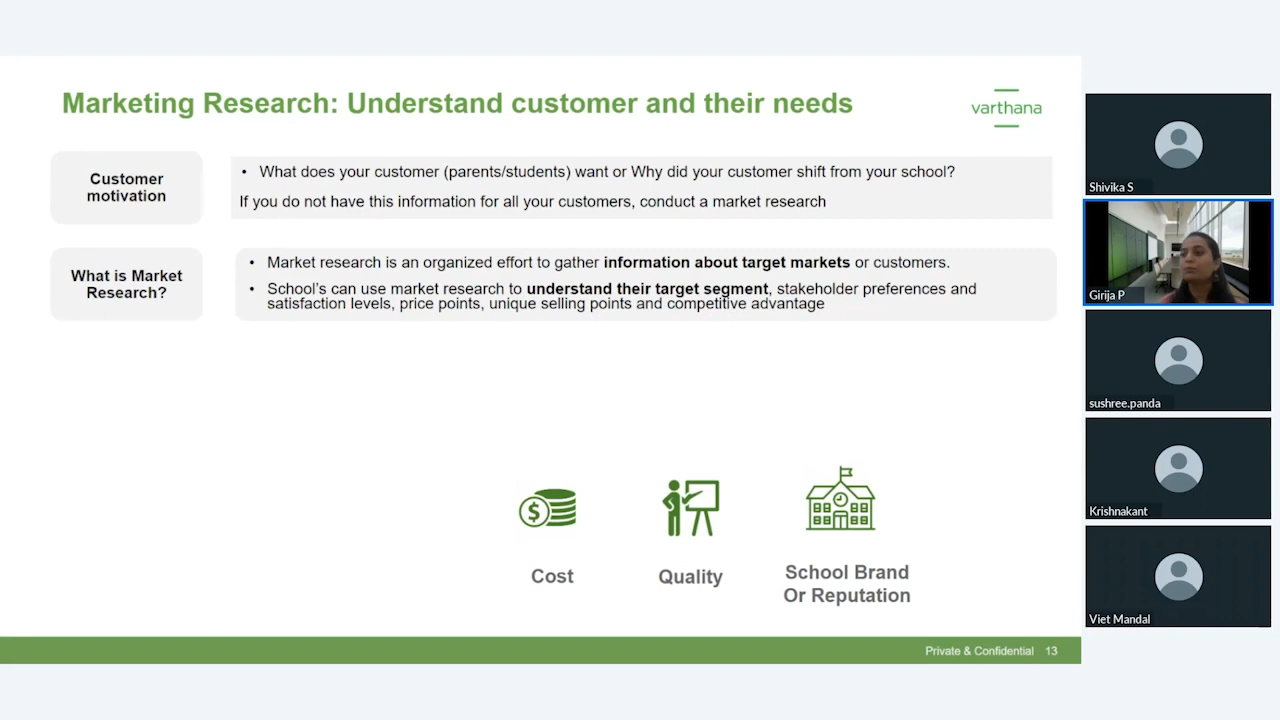 Marketing Research: Understand customer and their needs
varthana
Customer
motivation
• What does your customer (parents/students) want or Why did your customer shift from your school?
If you do not have this information for all your customers, conduct a market research
What is Market
Research?
• Market research is an organized effort to gather information about target markets or customers.
• School's can use market research to understand their target segment, stakeholder preferences and
satisfaction levels, price points, unique selling points and competitive advantage
$
Cost
Quality
School Brand
Or Reputation
Private & Confidential 13
Shivika S
Girija P
sushree.panda
Krishnakant
Viet Mandal